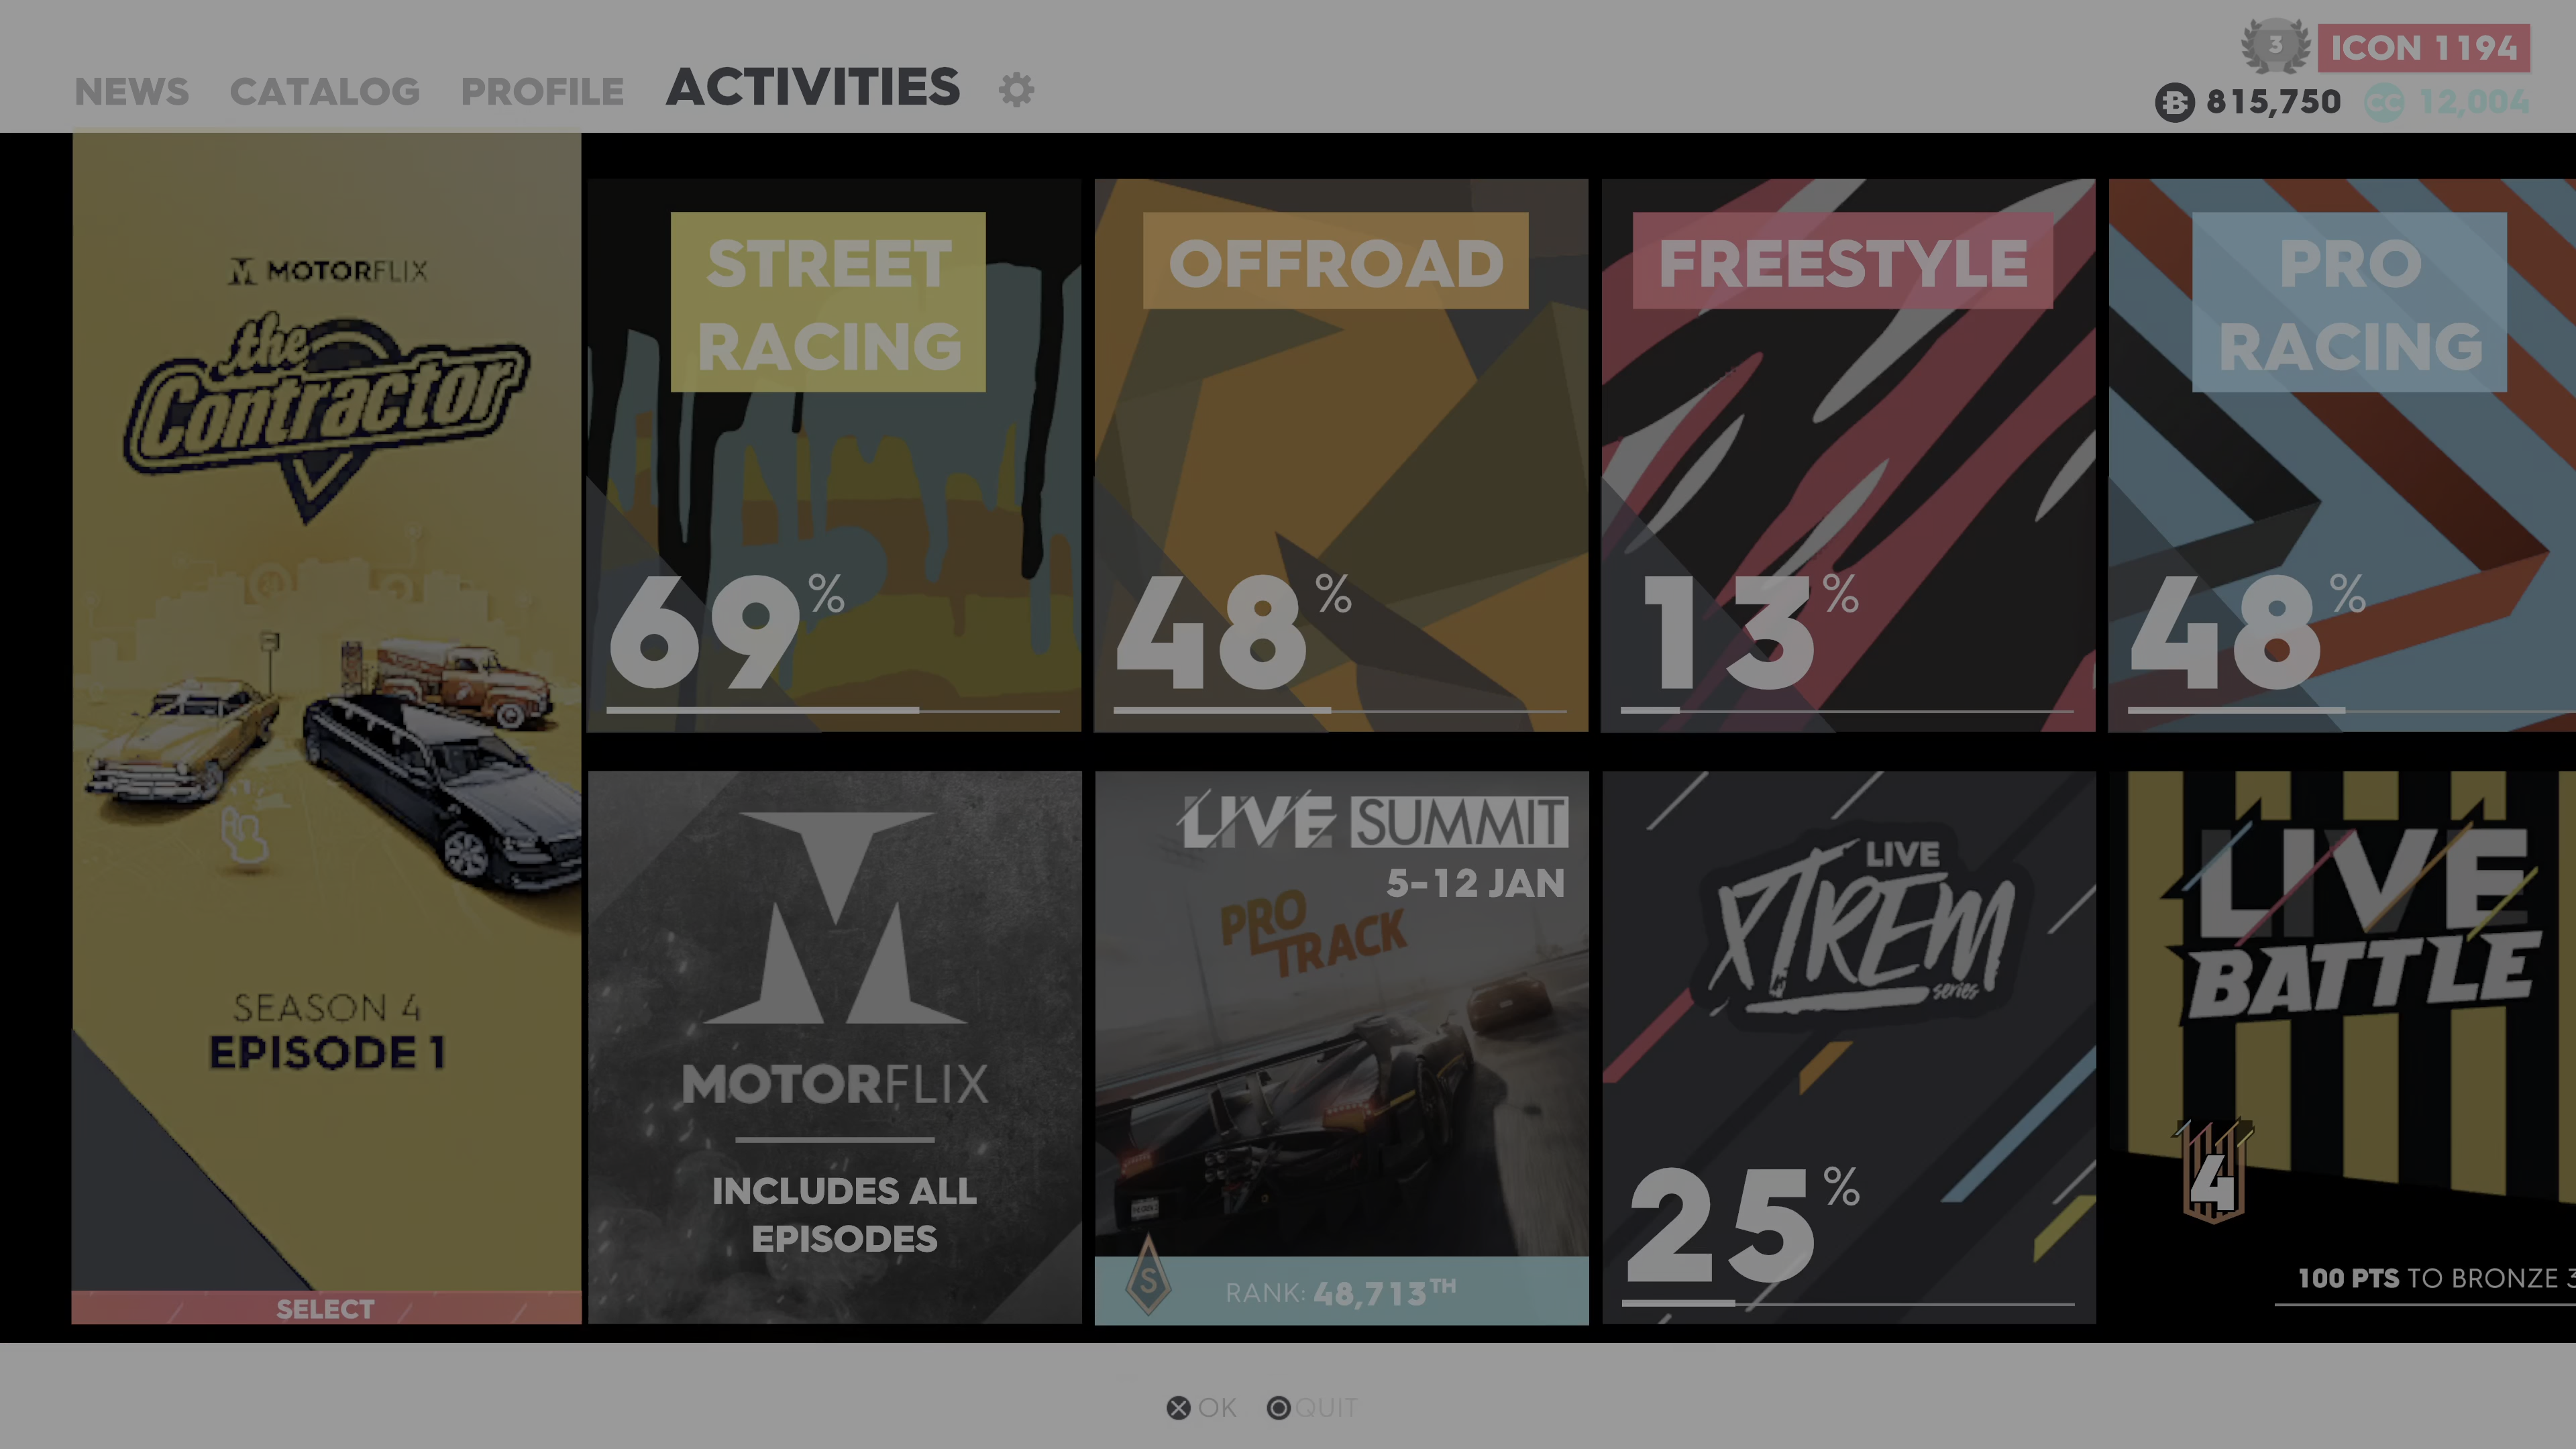 NEWS CATALOG PROFILE ACTIVITIES
3 ICON 1194
815,750 CC 12,004
MOTORFLIX
the
Contractor
SEASON 4
EPISODE 1
SELECT
STREET
RACING
69%
OFFROAD
48%
FREESTYLE
13%
PRO
RACING
48%
MOTORFLIX
INCLUDES ALL
EPISODES
LIVE SUMMIT
5-12 JAN
PRO
TRACK
S RANK: 48,713TH
LIVE
XTREM
series
25%
LIVE
BATTLE
4
100 PTS TO BRONZE 3
OK QUIT